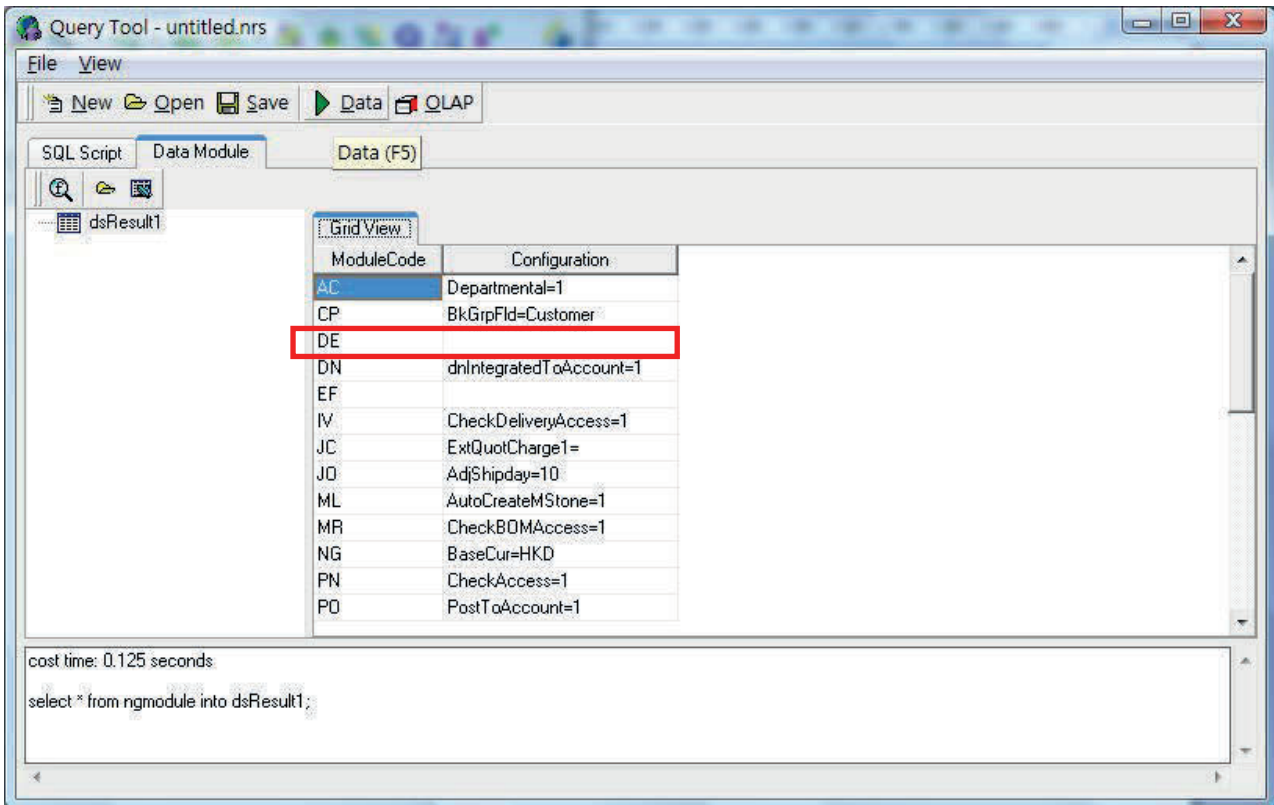 Query Tool - untitled.nrs
File View
New Open Save Data OLAP
SQL Script Data Module Data (F5)
dsResult1
Grid View
ModuleCode Configuration
AC Departmental=1
CP BkGrpFld=Customer
DE
DN dnIntegratedToAccount=1
EF
IV CheckDeliveryAccess=1
JC ExtQuotCharge1=
JO AdjShipday=10
ML AutoCreateMStone=1
MR CheckBOMAccess=1
NG BaseCur=HKD
PN CheckAccess=1
PO PostToAccount=1
cost time: 0.125 seconds
select * from ngmodule into dsResult1;